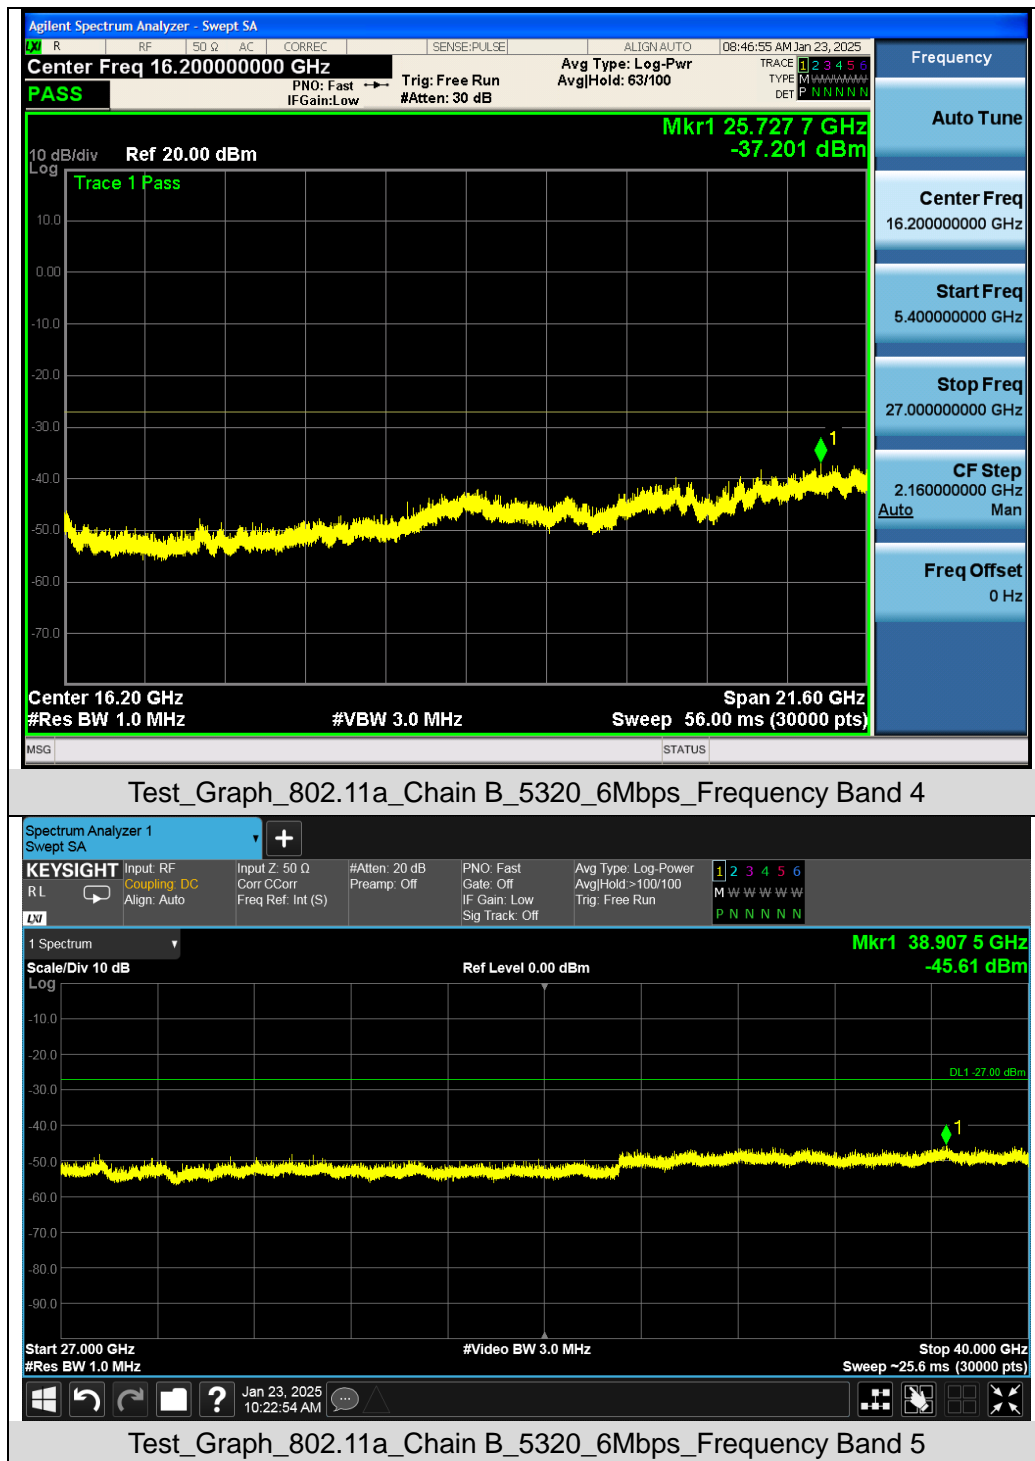 Agilent Spectrum Analyzer - Swept SA
LXI R RF 50 Ω AC CORREC SENSE:PULSE ALIGN AUTO 08:46:55 AM Jan 23, 2025
Center Freq 16.200000000 GHz
PASS
PNO: Fast
IFGain:Low
Trig: Free Run
#Atten: 30 dB
Avg Type: Log-Pwr
Avg|Hold: 63/100
TRACE 1 2 3 4 5 6
TYPE M W W W W W
DET P N N N N N
Mkr1 25.727 7 GHz
-37.201 dBm
10 dB/div Ref 20.00 dBm
Log
Trace 1 Pass
10.0
0.00
-10.0
-20.0
-30.0
-40.0
-50.0
-60.0
-70.0
1
Center 16.20 GHz Span 21.60 GHz
#Res BW 1.0 MHz #VBW 3.0 MHz Sweep 56.00 ms (30000 pts)
MSG STATUS
Frequency
Auto Tune
Center Freq
16.200000000 GHz
Start Freq
5.400000000 GHz
Stop Freq
27.000000000 GHz
CF Step
2.160000000 GHz
Auto Man
Freq Offset
0 Hz
Test_Graph_802.11a_Chain B_5320_6Mbps_Frequency Band 4
Spectrum Analyzer 1
Swept SA
+
KEYSIGHT
R L
LXI
Input: RF
Coupling: DC
Align: Auto
Input Z: 50 Ω
Corr CCorr
Freq Ref: Int (S)
#Atten: 20 dB
Preamp: Off
PNO: Fast
Gate: Off
IF Gain: Low
Sig Track: Off
Avg Type: Log-Power
Avg|Hold:>100/100
Trig: Free Run
1 2 3 4 5 6
M W W W W W
P N N N N N
1 Spectrum
Mkr1 38.907 5 GHz
Scale/Div 10 dB Ref Level 0.00 dBm -45.61 dBm
Log
-10.0
-20.0
-30.0
-40.0
-50.0
-60.0
-70.0
-80.0
-90.0
DL1 -27.00 dBm
1
Start 27.000 GHz #Video BW 3.0 MHz Stop 40.000 GHz
#Res BW 1.0 MHz Sweep ~25.6 ms (30000 pts)
?
Jan 23, 2025
10:22:54 AM
Test_Graph_802.11a_Chain B_5320_6Mbps_Frequency Band 5